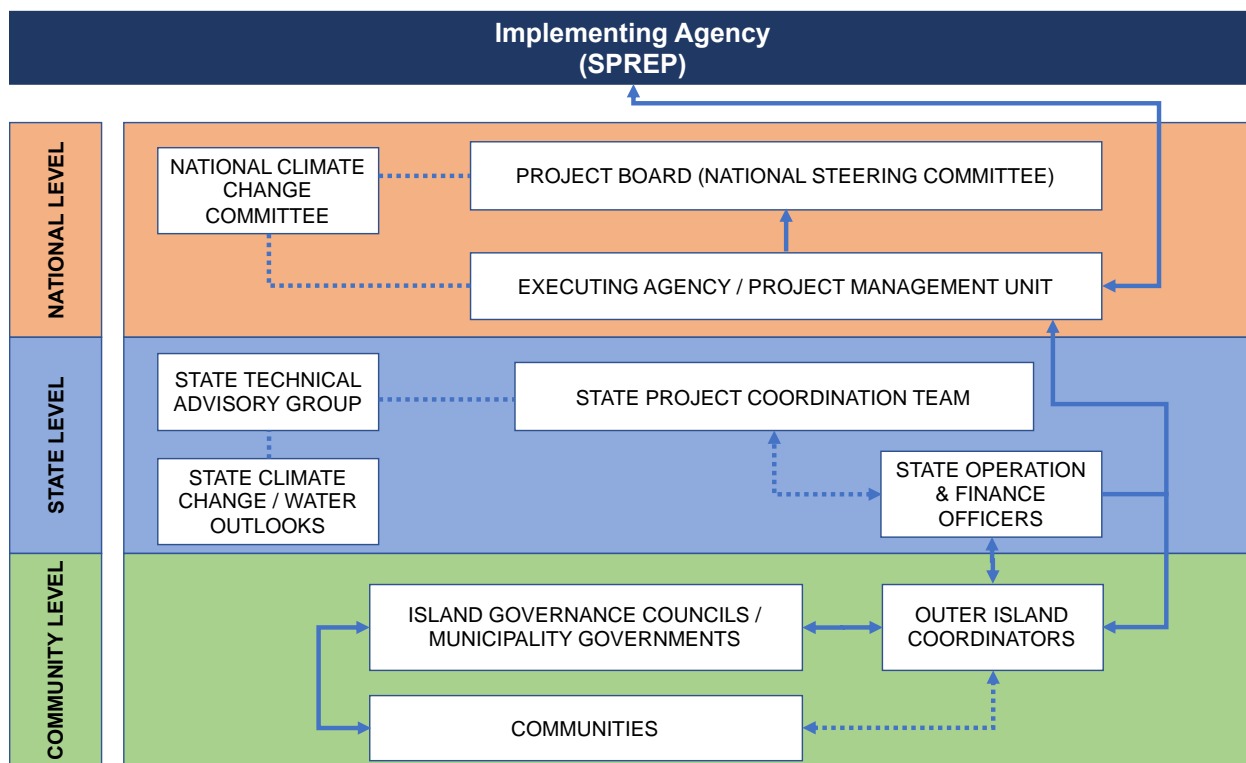 Implementing Agency
(SPREP)
NATIONAL LEVEL
NATIONAL CLIMATE
CHANGE
COMMITTEE
PROJECT BOARD (NATIONAL STEERING COMMITTEE)
EXECUTING AGENCY / PROJECT MANAGEMENT UNIT
STATE LEVEL
STATE TECHNICAL
ADVISORY GROUP
STATE PROJECT COORDINATION TEAM
STATE CLIMATE
CHANGE / WATER
OUTLOOKS
STATE OPERATION
& FINANCE
OFFICERS
COMMUNITY LEVEL
ISLAND GOVERNANCE COUNCILS /
MUNICIPALITY GOVERNMENTS
OUTER ISLAND
COORDINATORS
COMMUNITIES